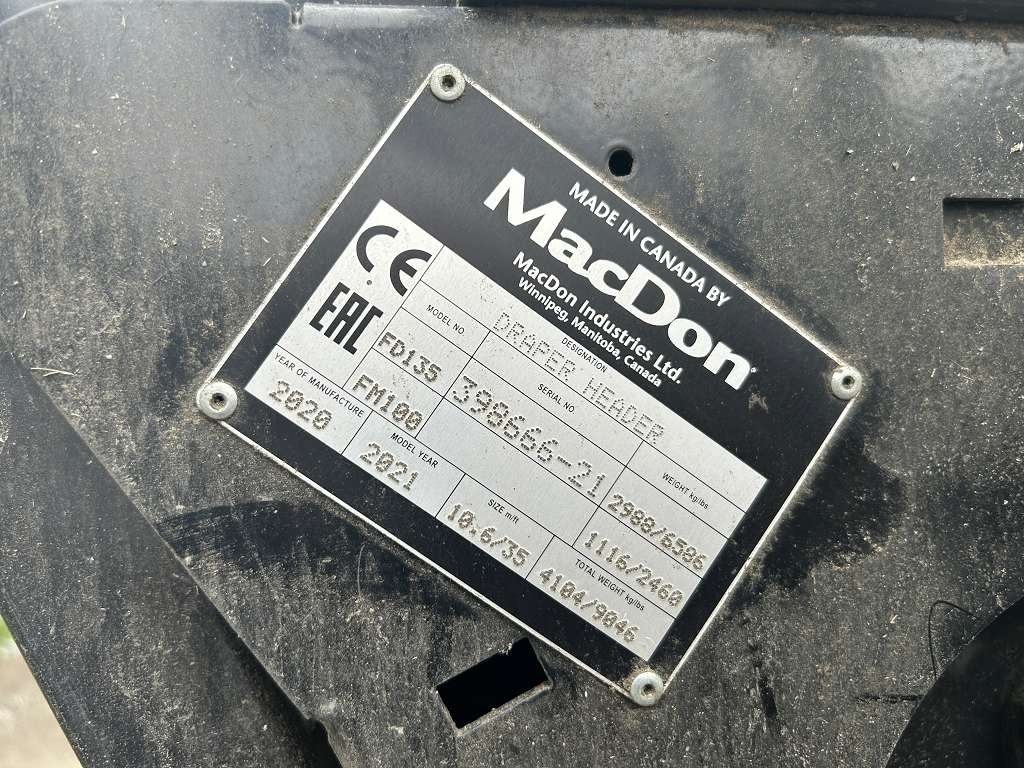 MADE IN CANADA BY
MacDon
MacDon Industries Ltd.
Winnipeg, Manitoba, Canada
CE
EAC
DESIGNATION
DRAPER HEADER
MODEL NO
SERIAL NO
WEIGHT kg/lbs
FD135
398666-21
2988/6586
FM100
1116/2460
YEAR OF MANUFACTURE
MODEL YEAR
SIZE m/ft
TOTAL WEIGHT kg/lbs
2020
2021
10.6/35
4104/9046